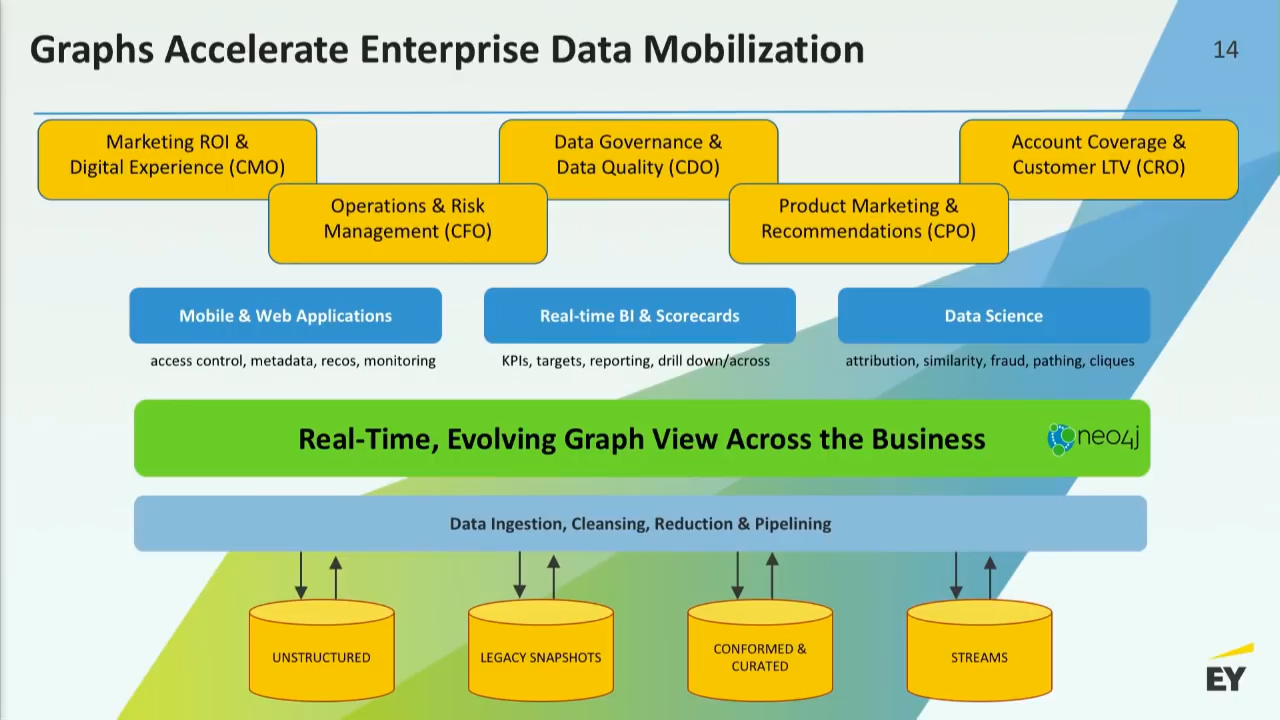 Graphs Accelerate Enterprise Data Mobilization
14
Marketing ROI &
Digital Experience (CMO)
Data Governance &
Data Quality (CDO)
Account Coverage &
Customer LTV (CRO)
Operations & Risk
Management (CFO)
Product Marketing &
Recommendations (CPO)
Mobile & Web Applications
Real-time BI & Scorecards
Data Science
access control, metadata, recos, monitoring
KPIs, targets, reporting, drill down/across
attribution, similarity, fraud, pathing, cliques
Real-Time, Evolving Graph View Across the Business
neo4j
Data Ingestion, Cleansing, Reduction & Pipelining
UNSTRUCTURED
LEGACY SNAPSHOTS
CONFORMED &
CURATED
STREAMS
EY